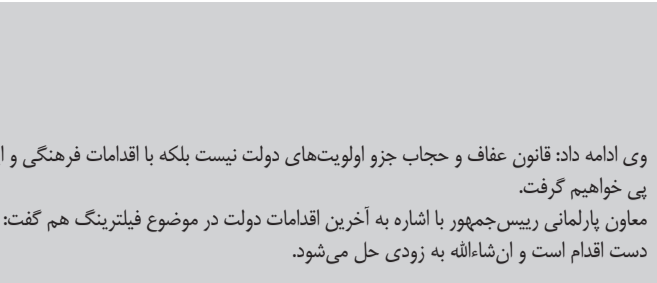 وی ادامه داد: قانون عفاف و حجاب جزو اولویت‌های دولت نیست بلکه با اقدامات فرهنگی و
پی خواهیم گرفت.
معاون پارلمانی رییس‌جمهور با اشاره به آخرین اقدامات دولت در موضوع فیلترینگ هم گفت:
دست اقدام است و ان‌شاءالله به زودی حل می‌شود.